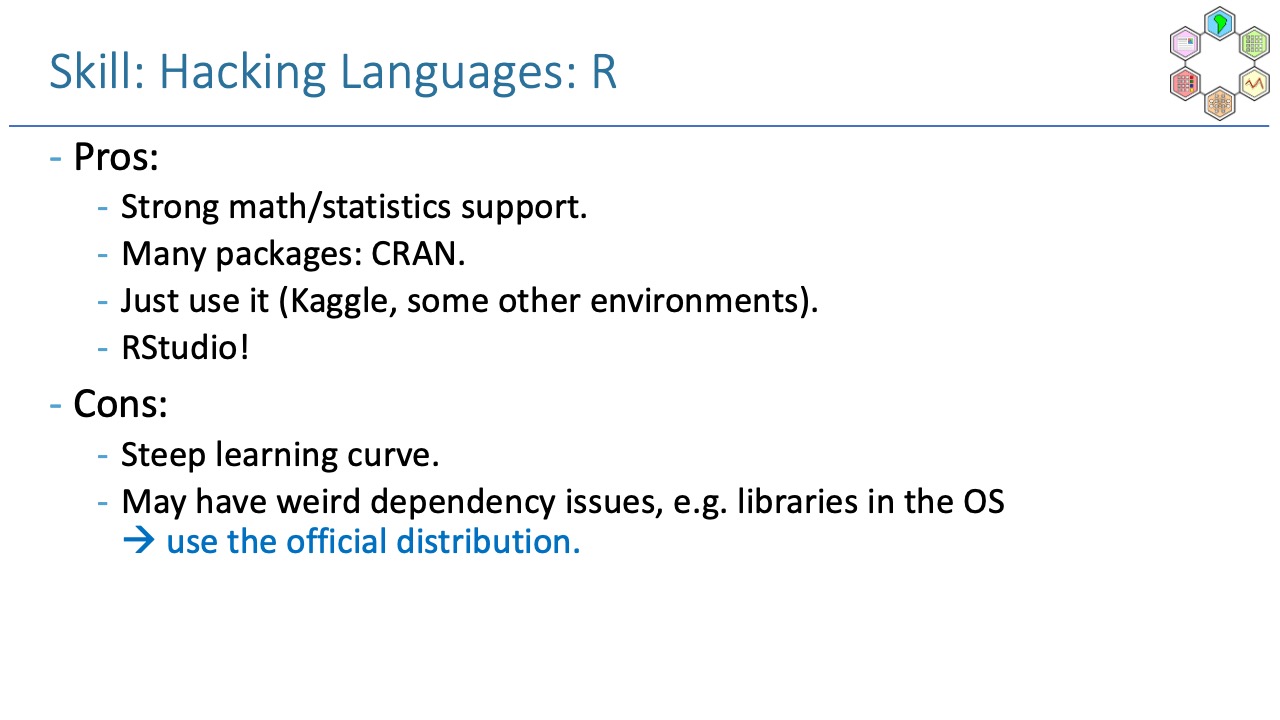 Skill: Hacking Languages: R
- Pros:
- Strong math/statistics support.
- Many packages: CRAN.
- Just use it (Kaggle, some other environments).
- RStudio!
- Cons:
- Steep learning curve.
- May have weird dependency issues, e.g. libraries in the OS
→ use the official distribution.